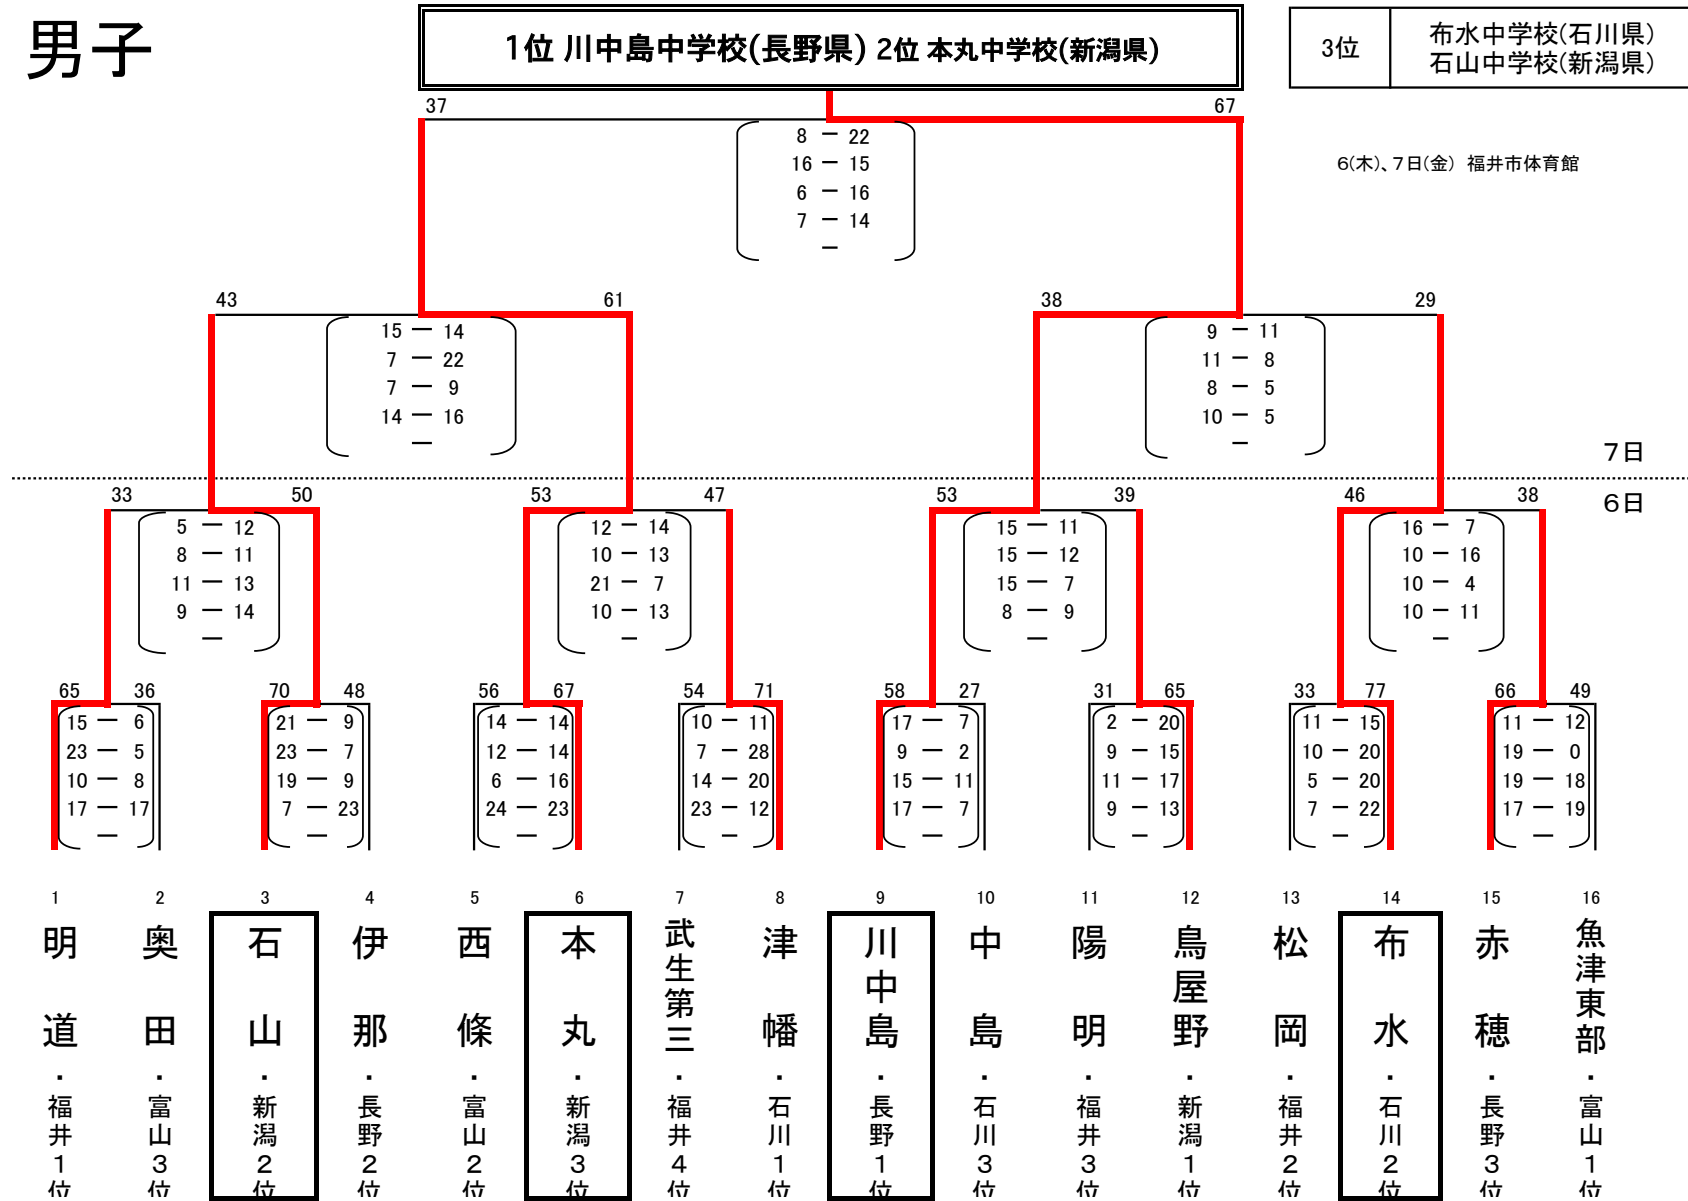 男子
1位 川中島中学校(長野県) 2位 本丸中学校(新潟県)
3位
布水中学校(石川県)
石山中学校(新潟県)
6(木)、7日(金) 福井市体育館
37 67
8 ー 22
16 ー 15
6 ー 16
7 ー 14
ー
43 61 38 29
15 ー 14 9 ー 11
7 ー 22 11 ー 8
7 ー 9 8 ー 5
14 ー 16 10 ー 5
ー ー
7日
33 50 53 47 53 39 46 38
6日
5 ー 12 12 ー 14 15 ー 11 16 ー 7
8 ー 11 10 ー 13 15 ー 12 10 ー 16
11 ー 13 21 ー 7 15 ー 7 10 ー 4
9 ー 14 10 ー 13 8 ー 9 10 ー 11
ー ー ー ー
65 36 70 48 56 67 54 71 58 27 31 65 33 77 66 49
15 ー 6 21 ー 9 14 ー 14 10 ー 11 17 ー 7 2 ー 20 11 ー 15 11 ー 12
23 ー 5 23 ー 7 12 ー 14 7 ー 28 9 ー 2 9 ー 15 10 ー 20 19 ー 0
10 ー 8 19 ー 9 6 ー 16 14 ー 20 15 ー 11 11 ー 17 5 ー 20 19 ー 18
17 ー 17 7 ー 23 24 ー 23 23 ー 12 17 ー 7 9 ー 13 7 ー 22 17 ー 19
ー ー ー ー ー ー ー ー
1 2 3 4 5 6 7 8 9 10 11 12 13 14 15 16
明道・福井1位
奥田・富山3位
石山・新潟2位
伊那・長野2位
西條・富山2位
本丸・新潟3位
武生第三・福井4位
津幡・石川1位
川中島・長野1位
中島・石川3位
陽明・福井3位
鳥屋野・新潟1位
松岡・福井2位
布水・石川2位
赤穂・長野3位
魚津東部・富山1位